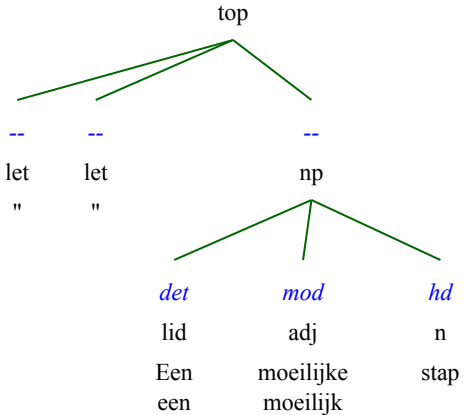 top
-- -- --
let let np
" "
det mod hd
lid adj n
Een moeilijke stap
een moeilijk